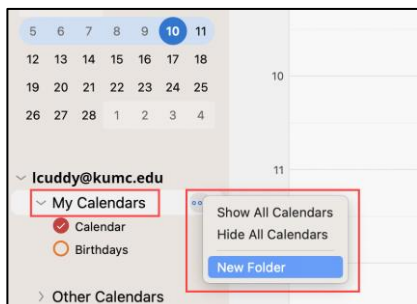 5 6 7 8 9 10 11
12 13 14 15 16 17 18
19 20 21 22 23 24 25
26 27 28 1 2 3 4
10
11
lcuddy@kumc.edu
My Calendars
Calendar
Birthdays
Other Calendars
Show All Calendars
Hide All Calendars
New Folder